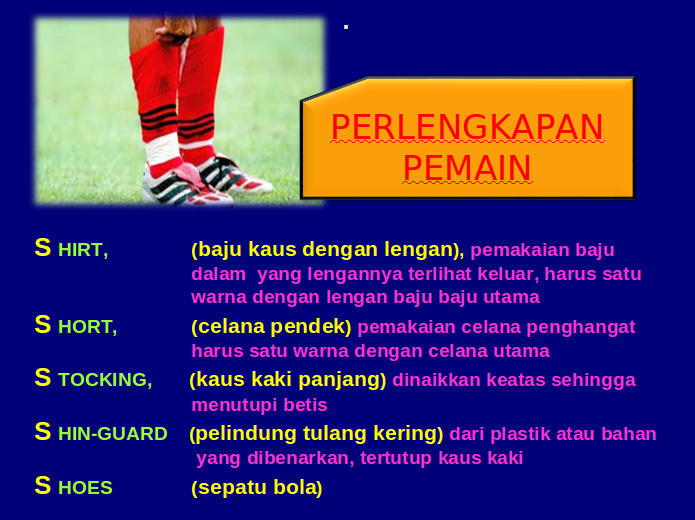 .
PERLENGKAPAN
PEMAIN
S HIRT, (baju kaus dengan lengan), pemakaian baju
dalam yang lengannya terlihat keluar, harus satu
warna dengan lengan baju baju utama
S HORT, (celana pendek) pemakaian celana penghangat
harus satu warna dengan celana utama
S TOCKING, (kaus kaki panjang) dinaikkan keatas sehingga
menutupi betis
S HIN-GUARD (pelindung tulang kering) dari plastik atau bahan
yang dibenarkan, tertutup kaus kaki
S HOES (sepatu bola)